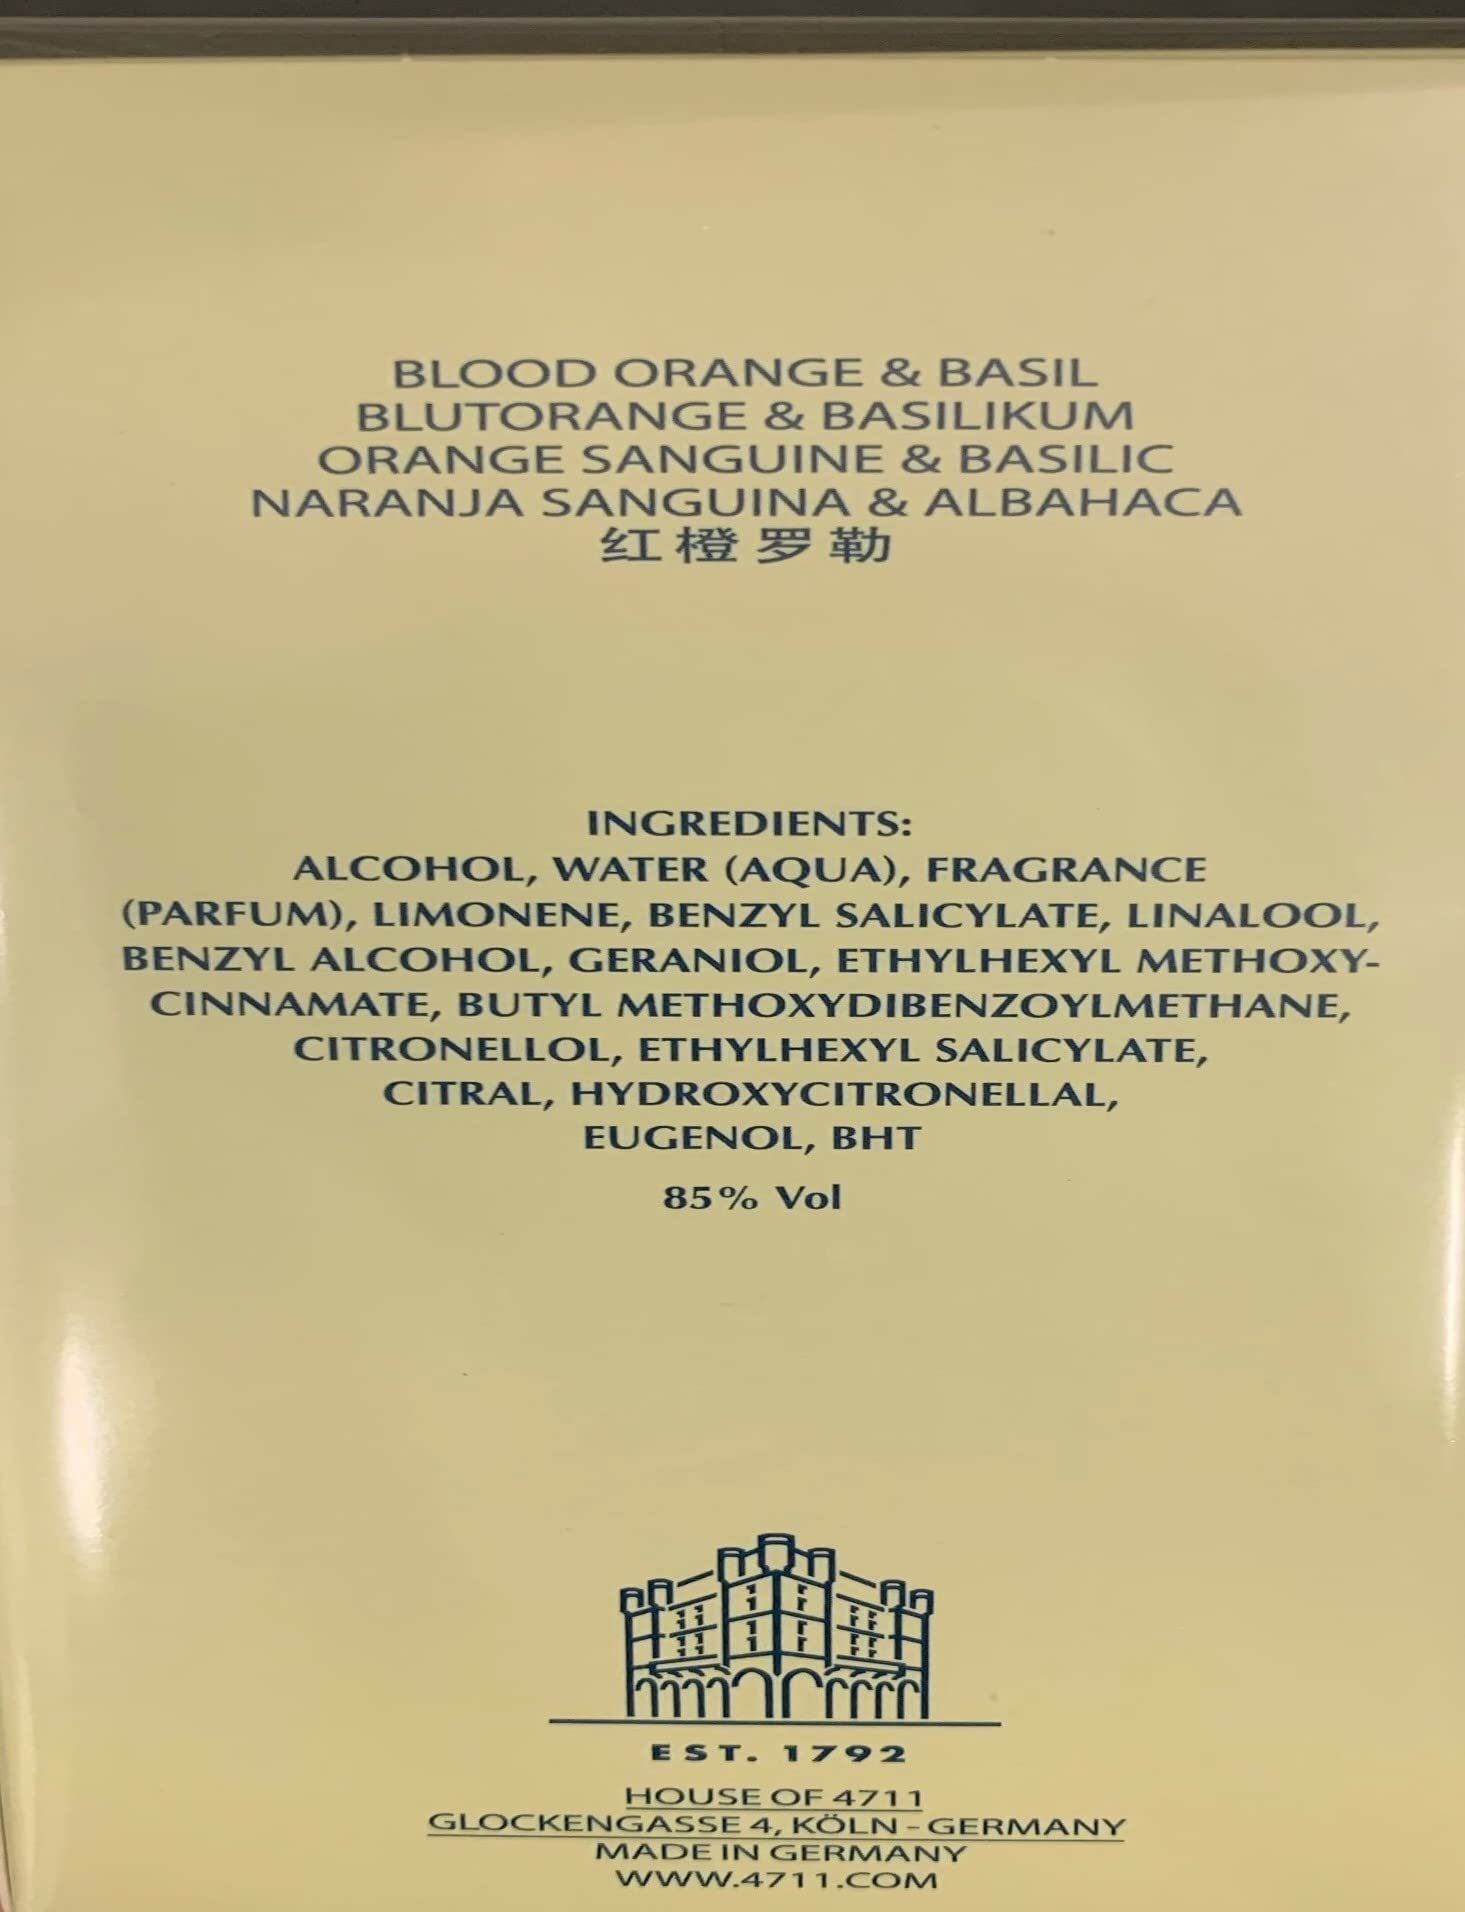 BLOOD ORANGE & BASIL
BLUTORANGE & BASILIKUM
ORANGE SANGUINE & BASILIC
NARANJA SANGUINA & ALBAHACA
红橙罗勒
INGREDIENTS:
ALCOHOL, WATER (AQUA), FRAGRANCE
(PARFUM), LIMONENE, BENZYL SALICYLATE, LINALOOL,
BENZYL ALCOHOL, GERANIOL, ETHYLHEXYL METHOXY-
CINNAMATE, BUTYL METHOXYDIBENZOYLMETHANE,
CITRONELLOL, ETHYLHEXYL SALICYLATE,
CITRAL, HYDROXYCITRONELLAL,
EUGENOL, BHT
85% Vol
EST. 1792
HOUSE OF 4711
GLOCKENGASSE 4, KÖLN - GERMANY
MADE IN GERMANY
WWW.4711.COM